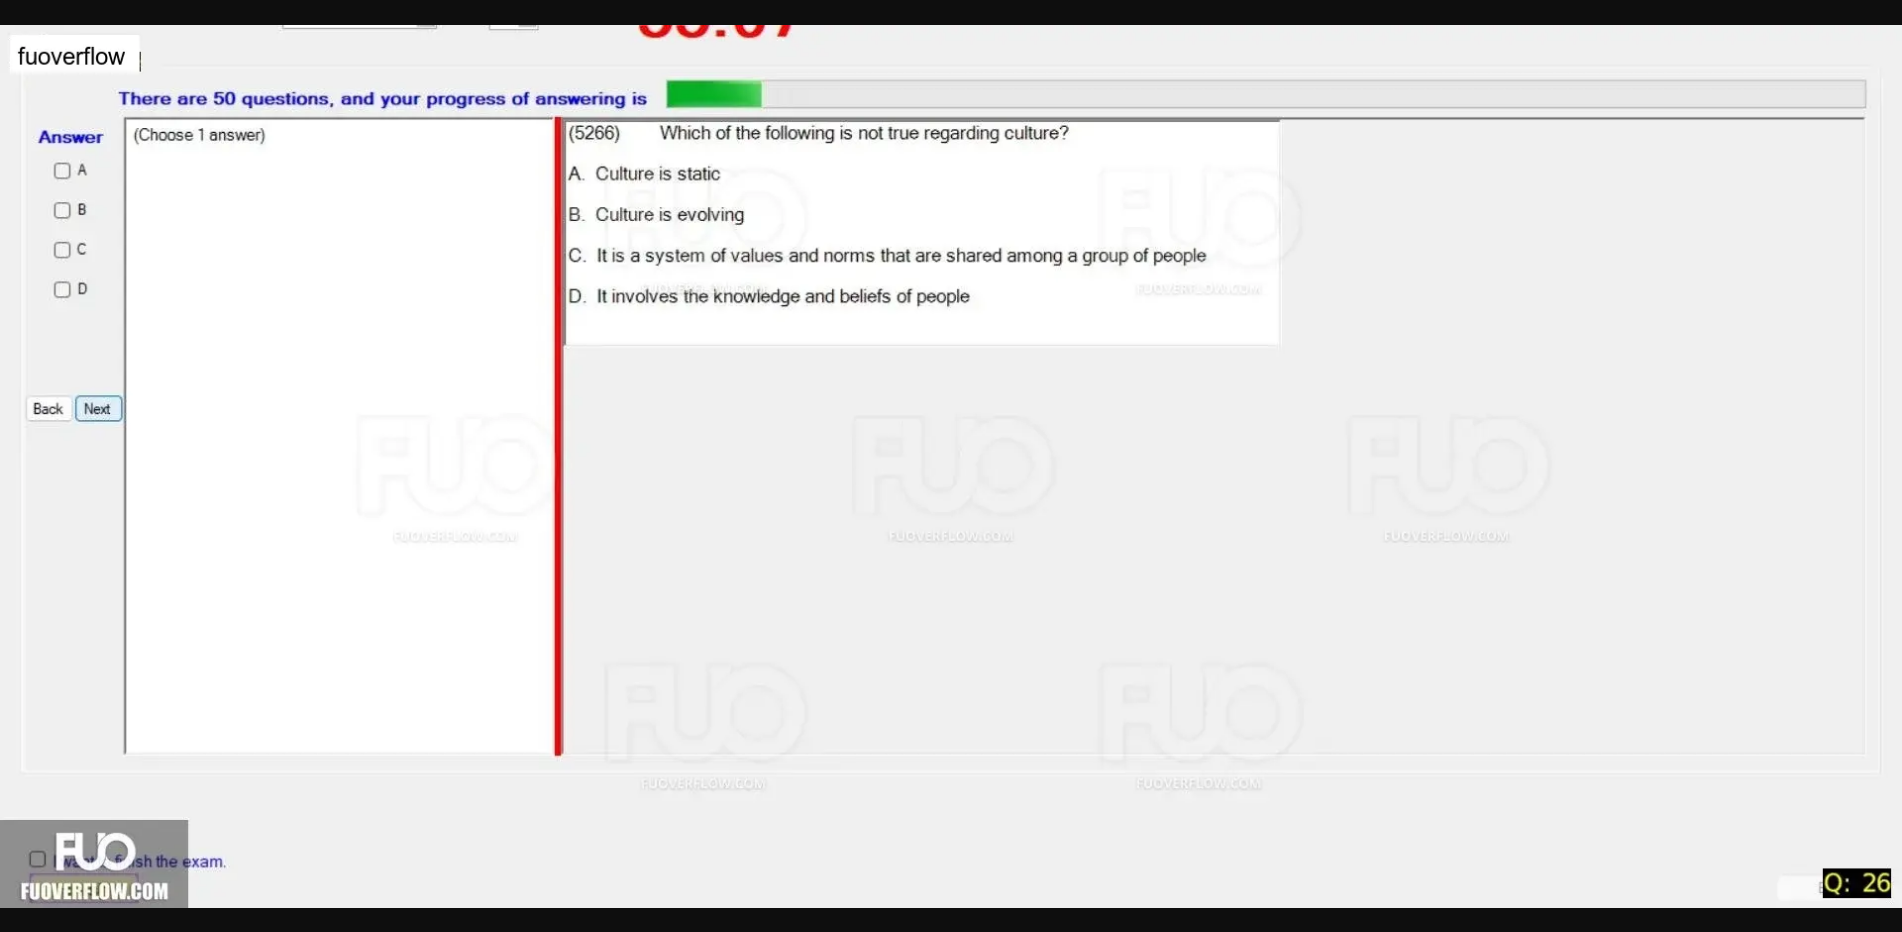 fuoverflow
There are 50 questions, and your progress of answering is
Answer
(Choose 1 answer)
A
B
C
D
Back Next
(5266) Which of the following is not true regarding culture?
A. Culture is static
B. Culture is evolving
C. It is a system of values and norms that are shared among a group of people
D. It involves the knowledge and beliefs of people
FUO
FUOVERFLOW.COM
FUO
FUOVERFLOW.COM
FUO
FUOVERFLOW.COM
FUO
FUOVERFLOW.COM
FUO
FUOVERFLOW.COM
FUO
FUOVERFLOW.COM
FUO
FUOVERFLOW.COM
the exam.
FUO
FUOVERFLOW.COM
Q: 26